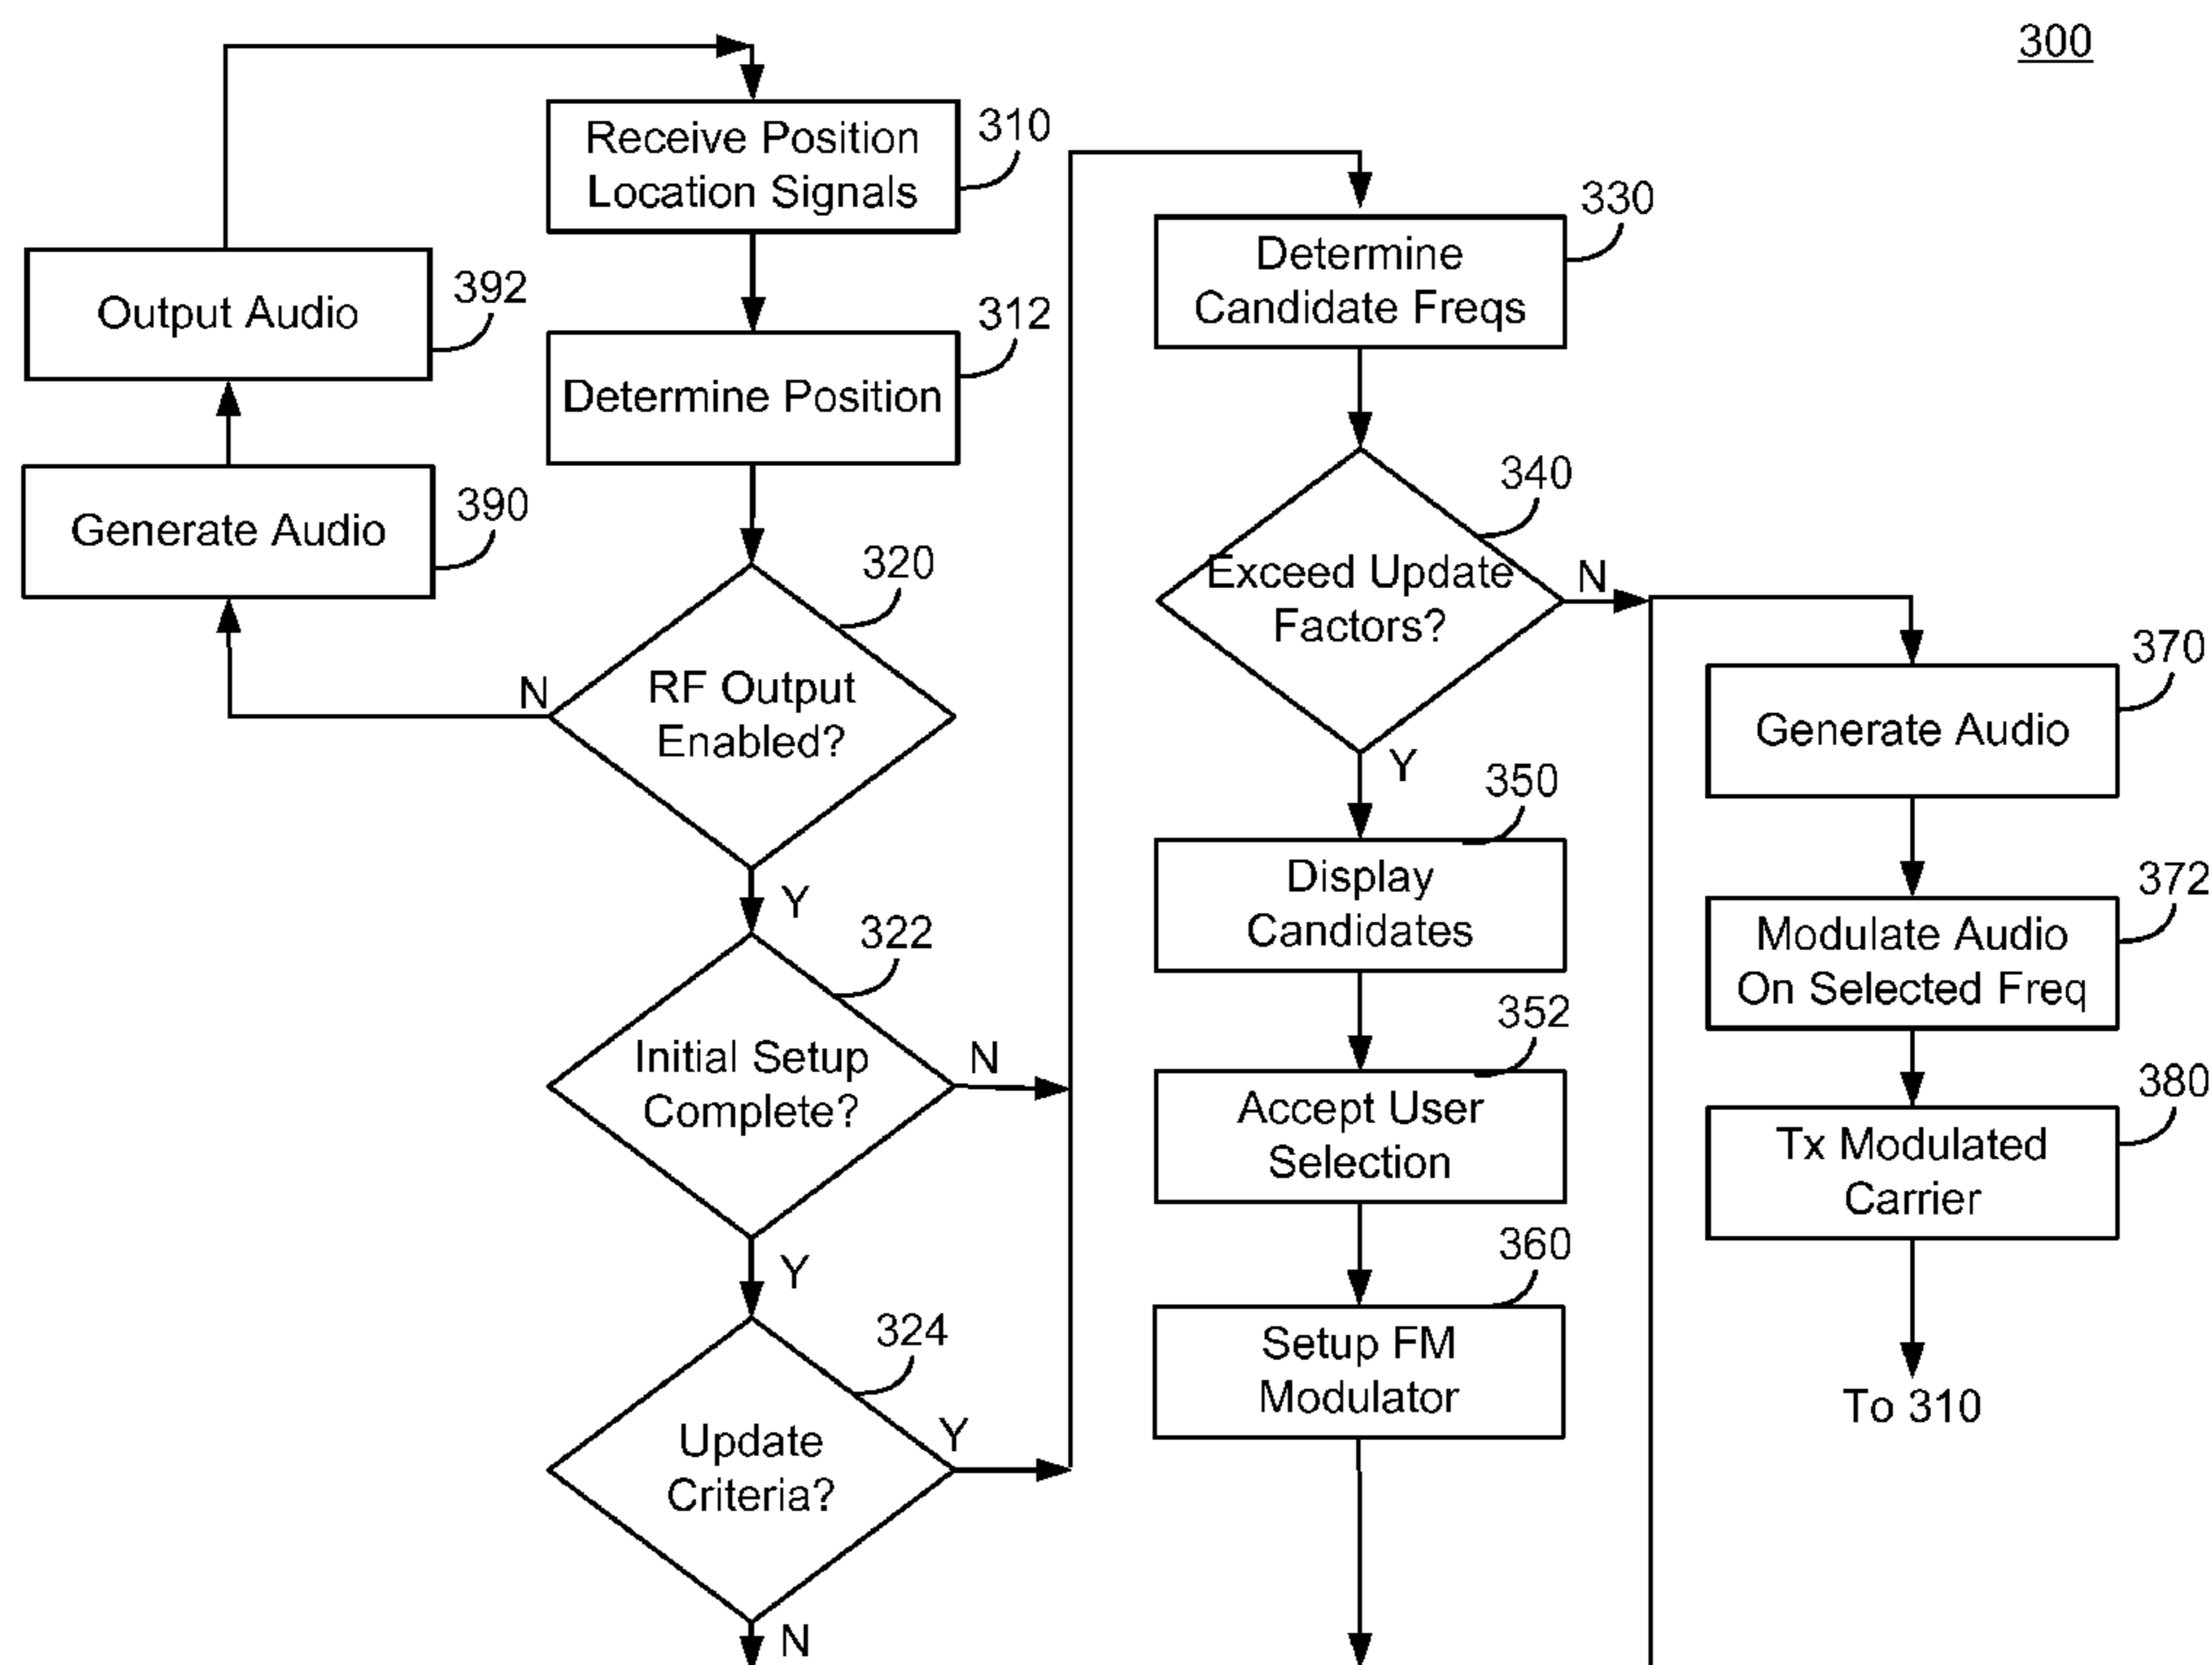 300
Receive Position
Location Signals
310
Determine Position
312
Output Audio
392
Generate Audio
390
RF Output
Enabled?
320
N
Y
Initial Setup
Complete?
322
N
Y
Update
Criteria?
324
Y
N
Determine
Candidate Freqs
330
Exceed Update
Factors?
340
N
Y
Display
Candidates
350
Accept User
Selection
352
Setup FM
Modulator
360
Generate Audio
370
Modulate Audio
On Selected Freq
372
Tx Modulated
Carrier
380
To 310